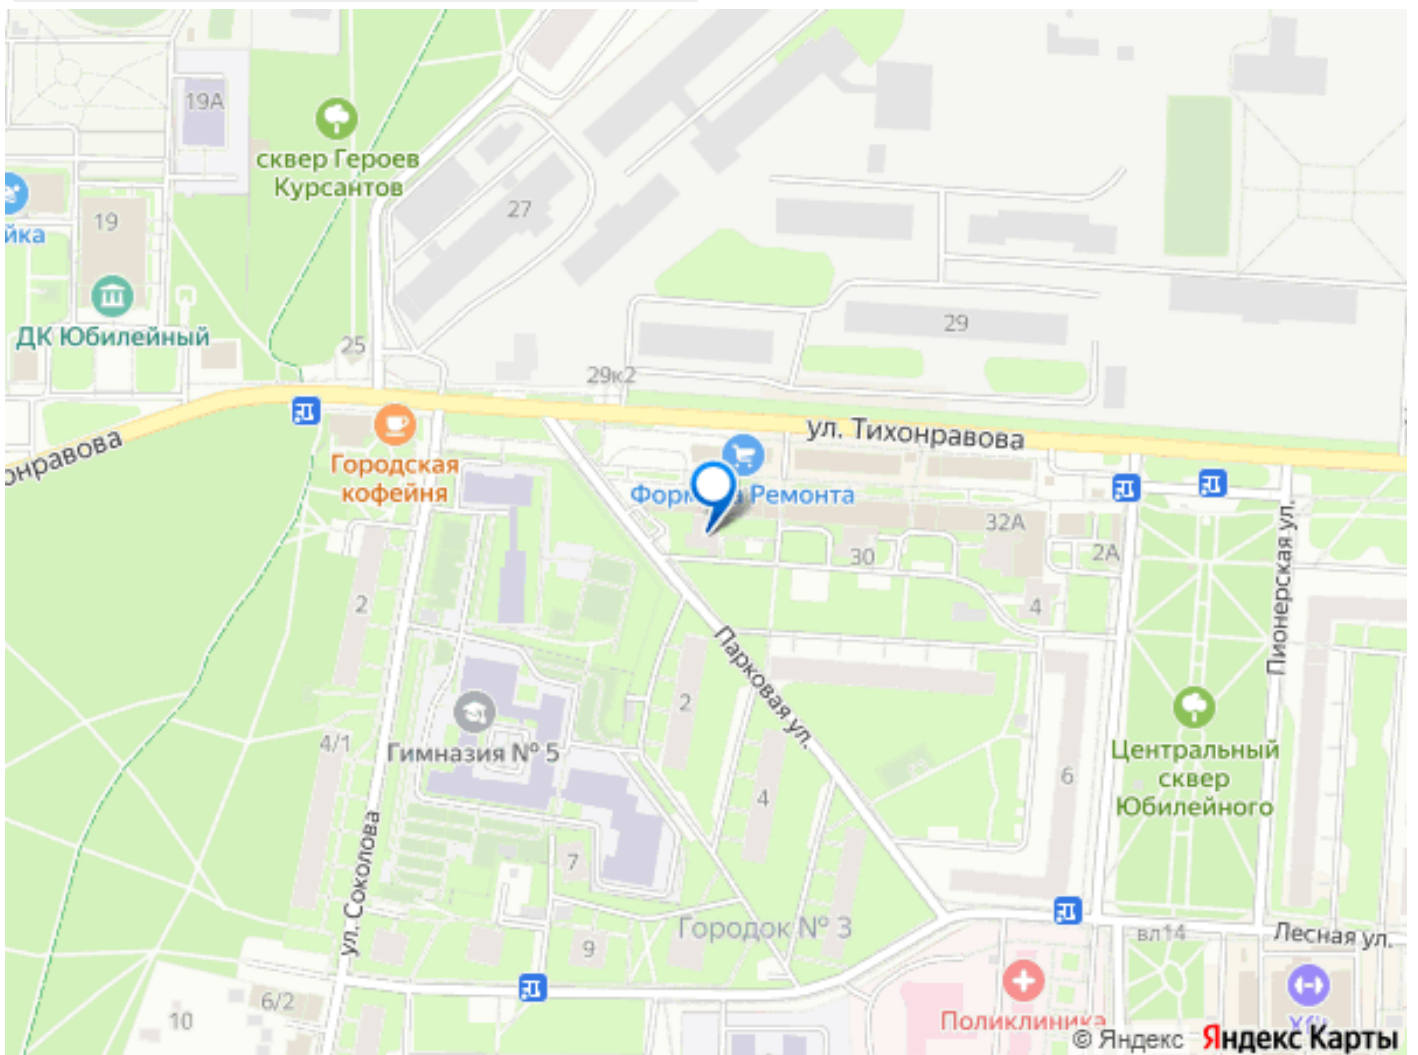 19А
сквер Героев
Курсантов
27
19
йка
ДК Юбилейный
25
29
29к2
ул. Тихонравова
онравова
Городская
кофейня
Форм
а Ремонта
32А
30
2А
2
4
Пионерская ул.
Парковая ул.
2
Гимназия № 5
4/1
4
6
Центральный
сквер
Юбилейного
ул. Соколова
7
Городок № 3
9
вл14
Лесная ул.
6/2
10
Поликлиника
© Яндекс Яндекс Карты